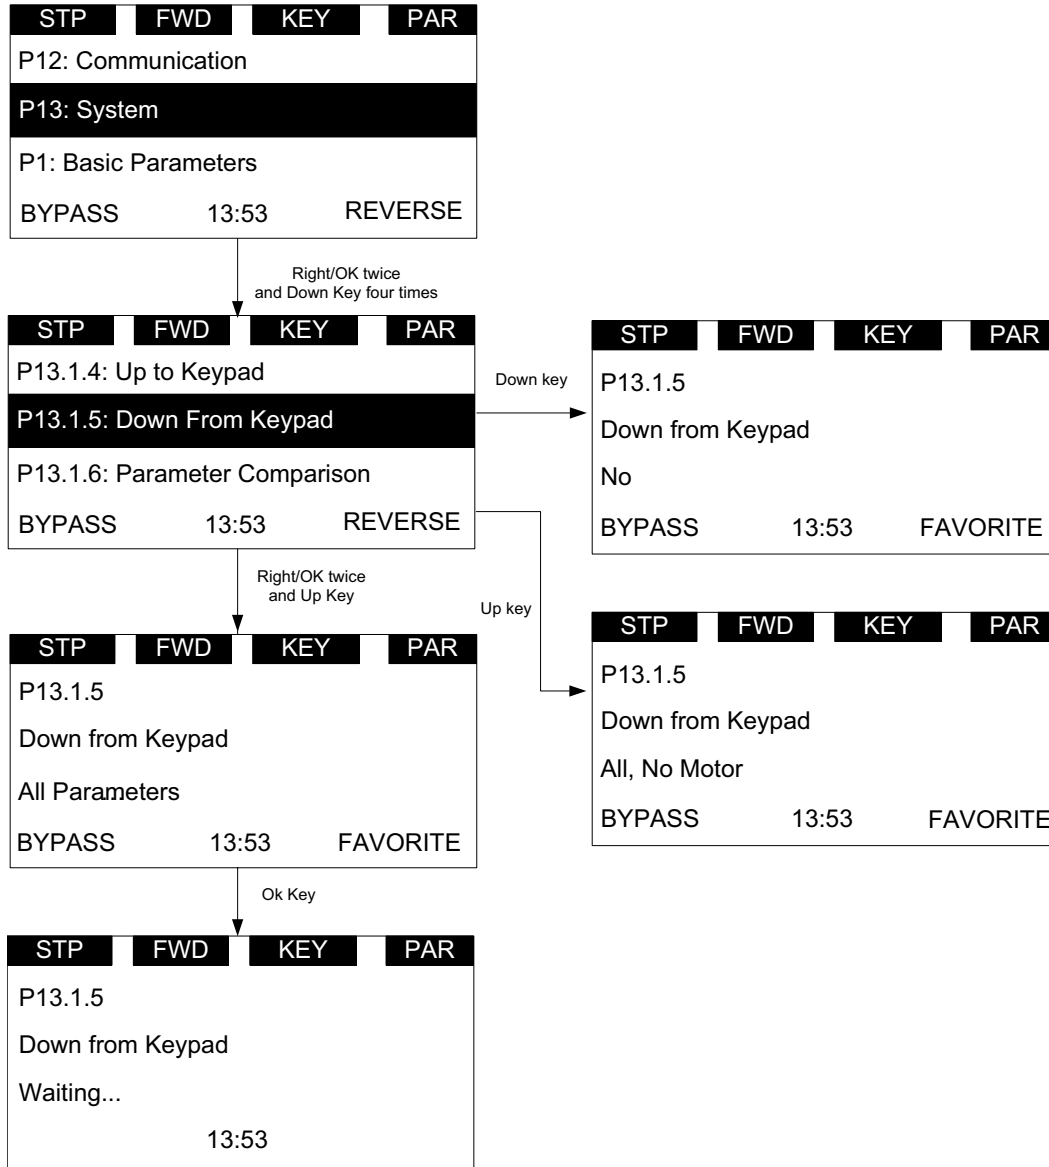 STP FWD KEY PAR
P12: Communication
P13: System
P1: Basic Parameters
BYPASS 13:53 REVERSE
Right/OK twice
and Down Key four times
STP FWD KEY PAR
P13.1.4: Up to Keypad
P13.1.5: Down From Keypad
P13.1.6: Parameter Comparison
BYPASS 13:53 REVERSE
Down key
STP FWD KEY PAR
P13.1.5
Down from Keypad
No
BYPASS 13:53 FAVORITE
Up key
STP FWD KEY PAR
P13.1.5
Down from Keypad
All, No Motor
BYPASS 13:53 FAVORITE
Right/OK twice
and Up Key
STP FWD KEY PAR
P13.1.5
Down from Keypad
All Parameters
BYPASS 13:53 FAVORITE
Ok Key
STP FWD KEY PAR
P13.1.5
Down from Keypad
Waiting...
13:53